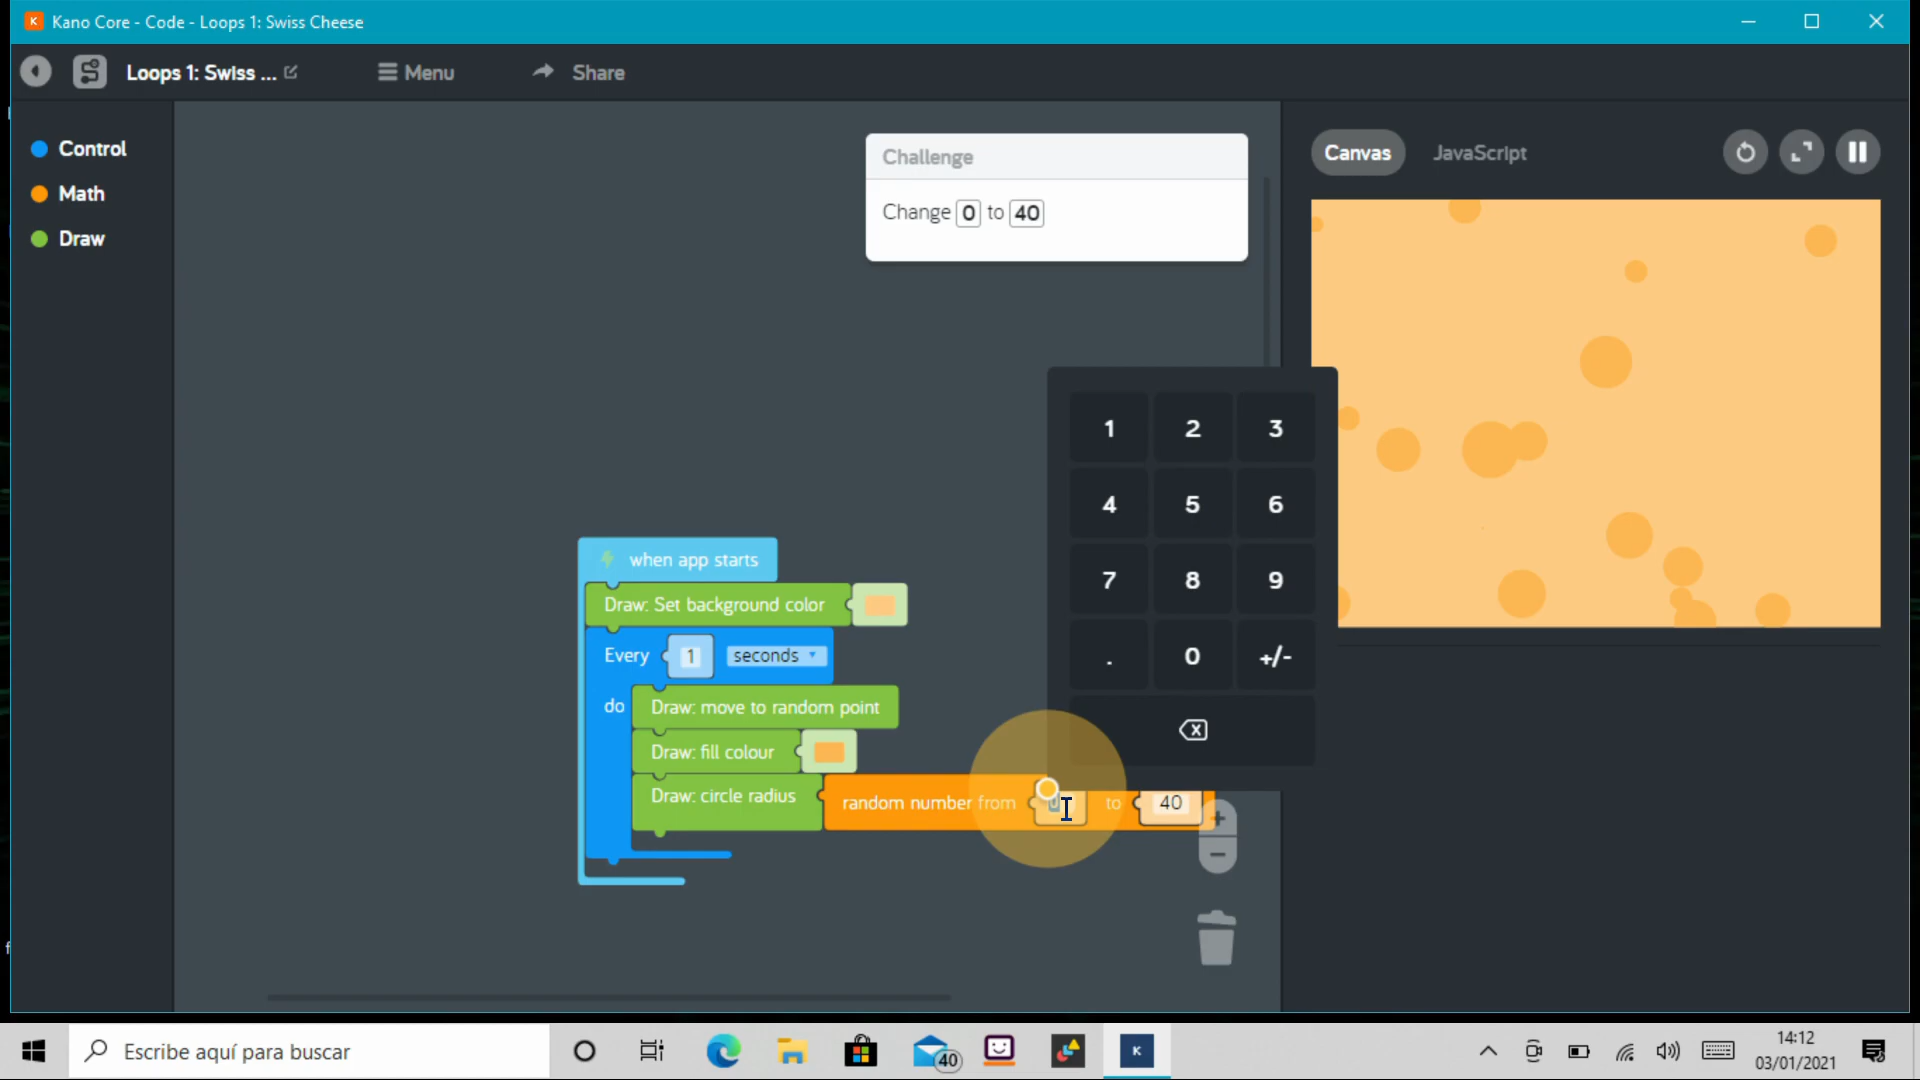 Kano Core - Code - Loops 1: Swiss Cheese
Loops 1: Swiss ...
Menu
Share
Control
Math
Draw
Challenge
Change 0 to 40
Canvas
JavaScript
1 2 3
4 5 6
7 8 9
. 0 +/-
when app starts
Draw: Set background color
Every 1 seconds
do
Draw: move to random point
Draw: fill colour
Draw: circle radius
random number from 0 to 40
+
−
Escribe aquí para buscar
40
K
14:12
03/01/2021